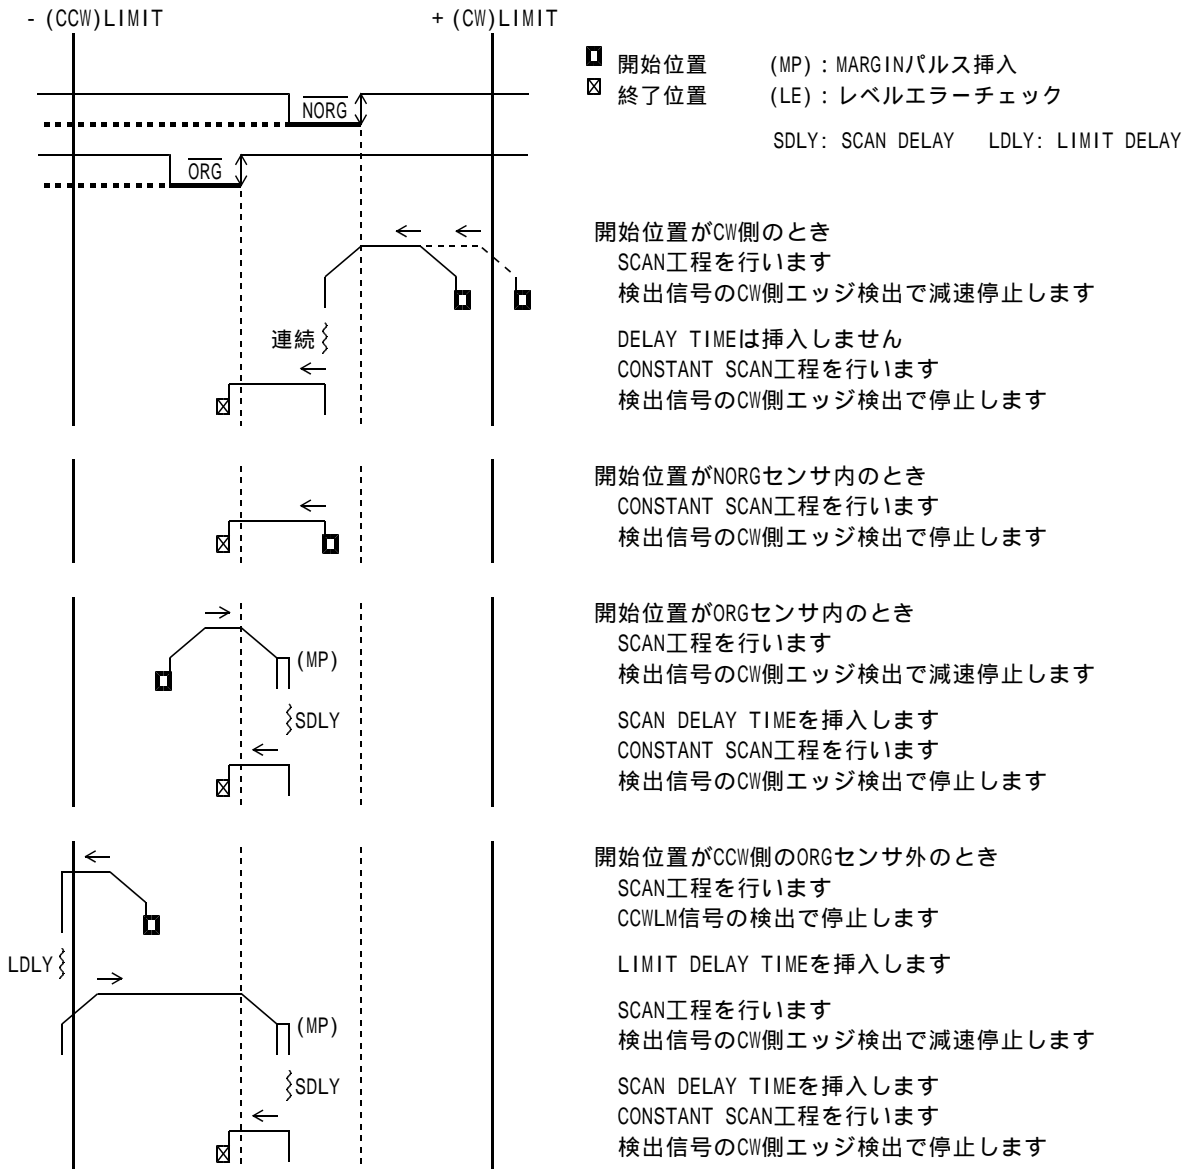 - (CCW)LIMIT
+ (CW)LIMIT
NORG
ORG
開始位置 (MP) : MARGINパルス挿入
終了位置 (LE) : レベルエラーチェック
SDLY: SCAN DELAY LDLY: LIMIT DELAY
開始位置がCW側のとき
SCAN工程を行います
検出信号のCW側エッジ検出で減速停止します
連続
DELAY TIMEは挿入しません
CONSTANT SCAN工程を行います
検出信号のCW側エッジ検出で停止します
開始位置がNORGセンサ内のとき
CONSTANT SCAN工程を行います
検出信号のCW側エッジ検出で停止します
開始位置がORGセンサ内のとき
SCAN工程を行います
検出信号のCW側エッジ検出で減速停止します
(MP)
SDLY
SCAN DELAY TIMEを挿入します
CONSTANT SCAN工程を行います
検出信号のCW側エッジ検出で停止します
開始位置がCCW側のORGセンサ外のとき
SCAN工程を行います
CCWLM信号の検出で停止します
LDLY
LIMIT DELAY TIMEを挿入します
SCAN工程を行います
検出信号のCW側エッジ検出で減速停止します
(MP)
SDLY
SCAN DELAY TIMEを挿入します
CONSTANT SCAN工程を行います
検出信号のCW側エッジ検出で停止します